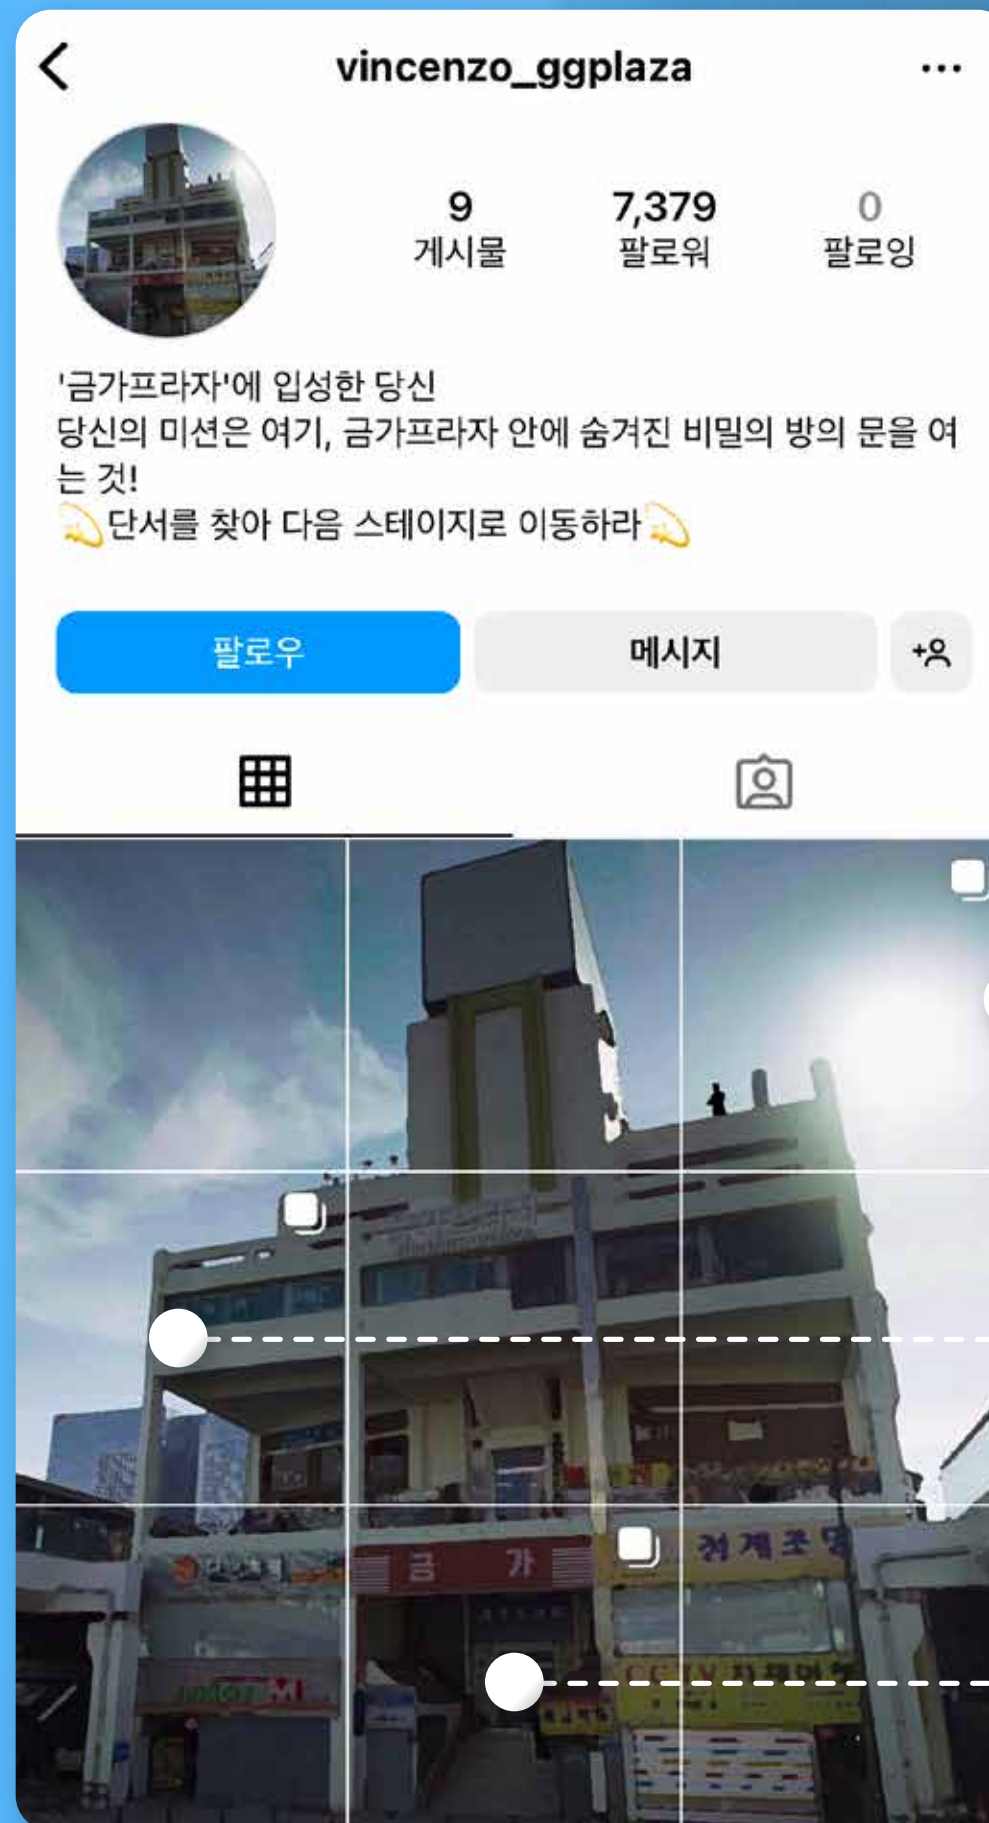 vincenzo_ggplaza
9
7,379
0
게시물
팔로워
팔로잉
'금가프라자'에 입성한 당신
당신의 미션은 여기, 금가프라자 안에 숨겨진 비밀의 방의 문을 여
는 것!
💫단서를 찾아 다음 스테이지로 이동하라💫
팔로우
메시지
금 가
CCTV